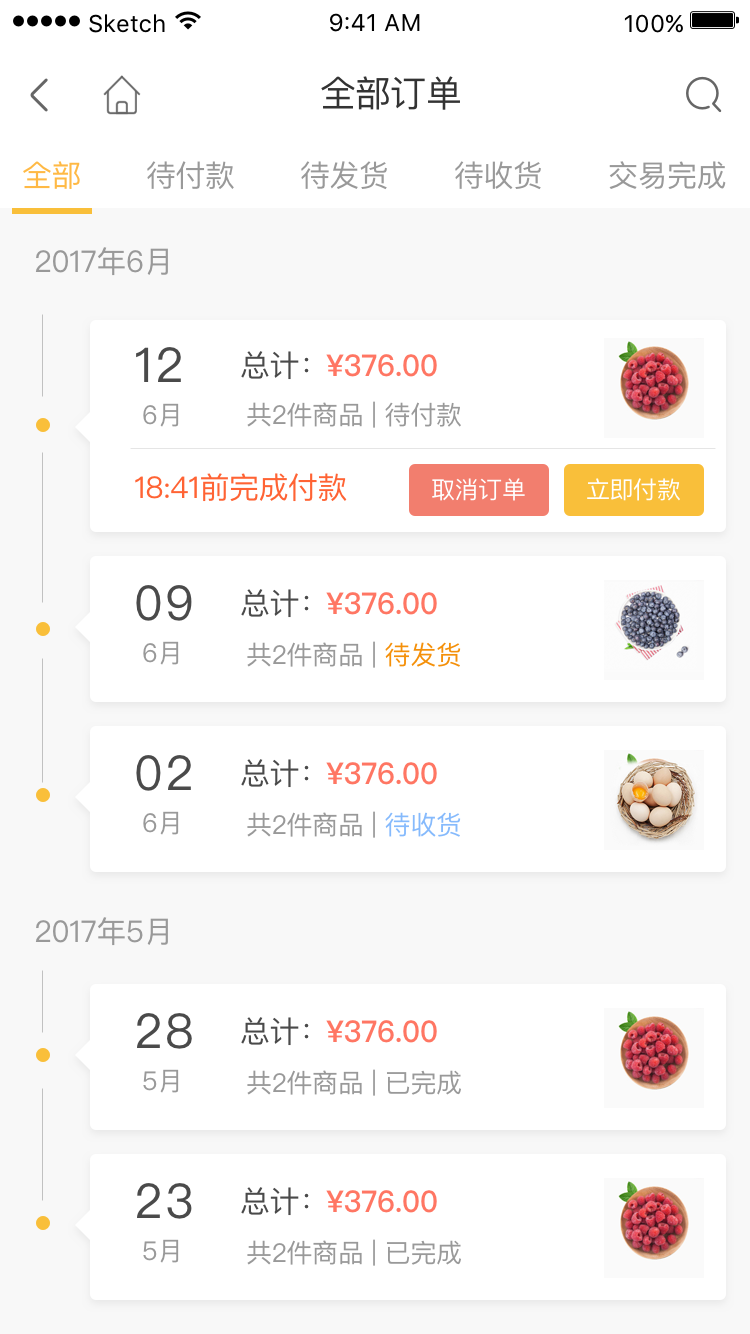 Sketch 9:41 AM 100%
全部订单
全部 待付款 待发货 待收货 交易完成
2017年6月
12 总计：¥376.00
6月 共2件商品 | 待付款
18:41前完成付款 取消订单 立即付款
09 总计：¥376.00
6月 共2件商品 | 待发货
02 总计：¥376.00
6月 共2件商品 | 待收货
2017年5月
28 总计：¥376.00
5月 共2件商品 | 已完成
23 总计：¥376.00
5月 共2件商品 | 已完成